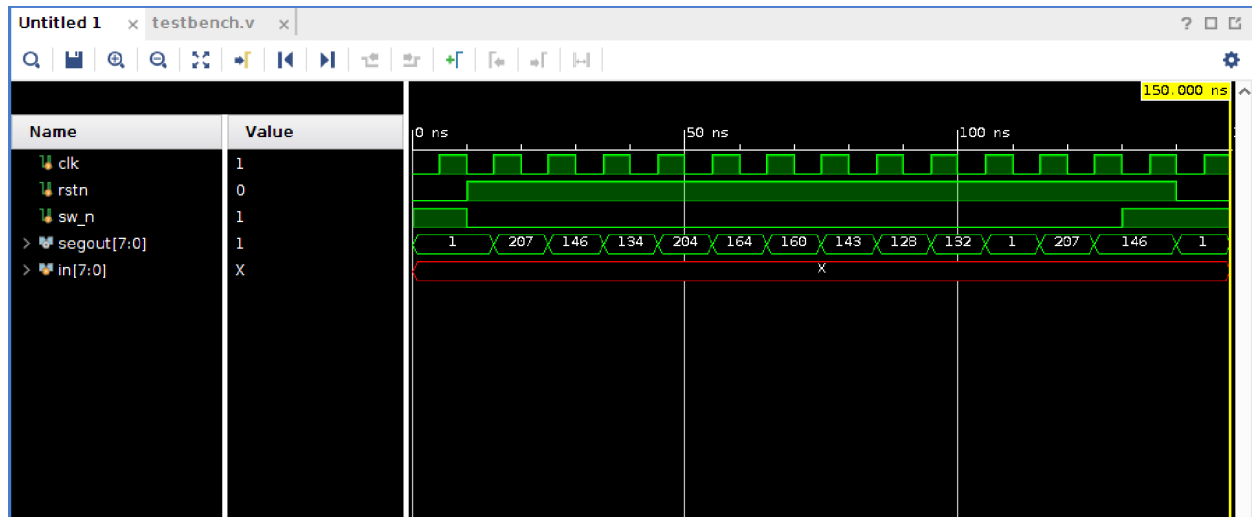 Untitled 1 × testbench.v × ?
150.000 ns
Name Value 0 ns 50 ns 100 ns
clk 1
rstn 0
sw_n 1
segout[7:0] 1 1 207 146 134 204 164 160 143 128 132 1 207 146 1
in[7:0] X X